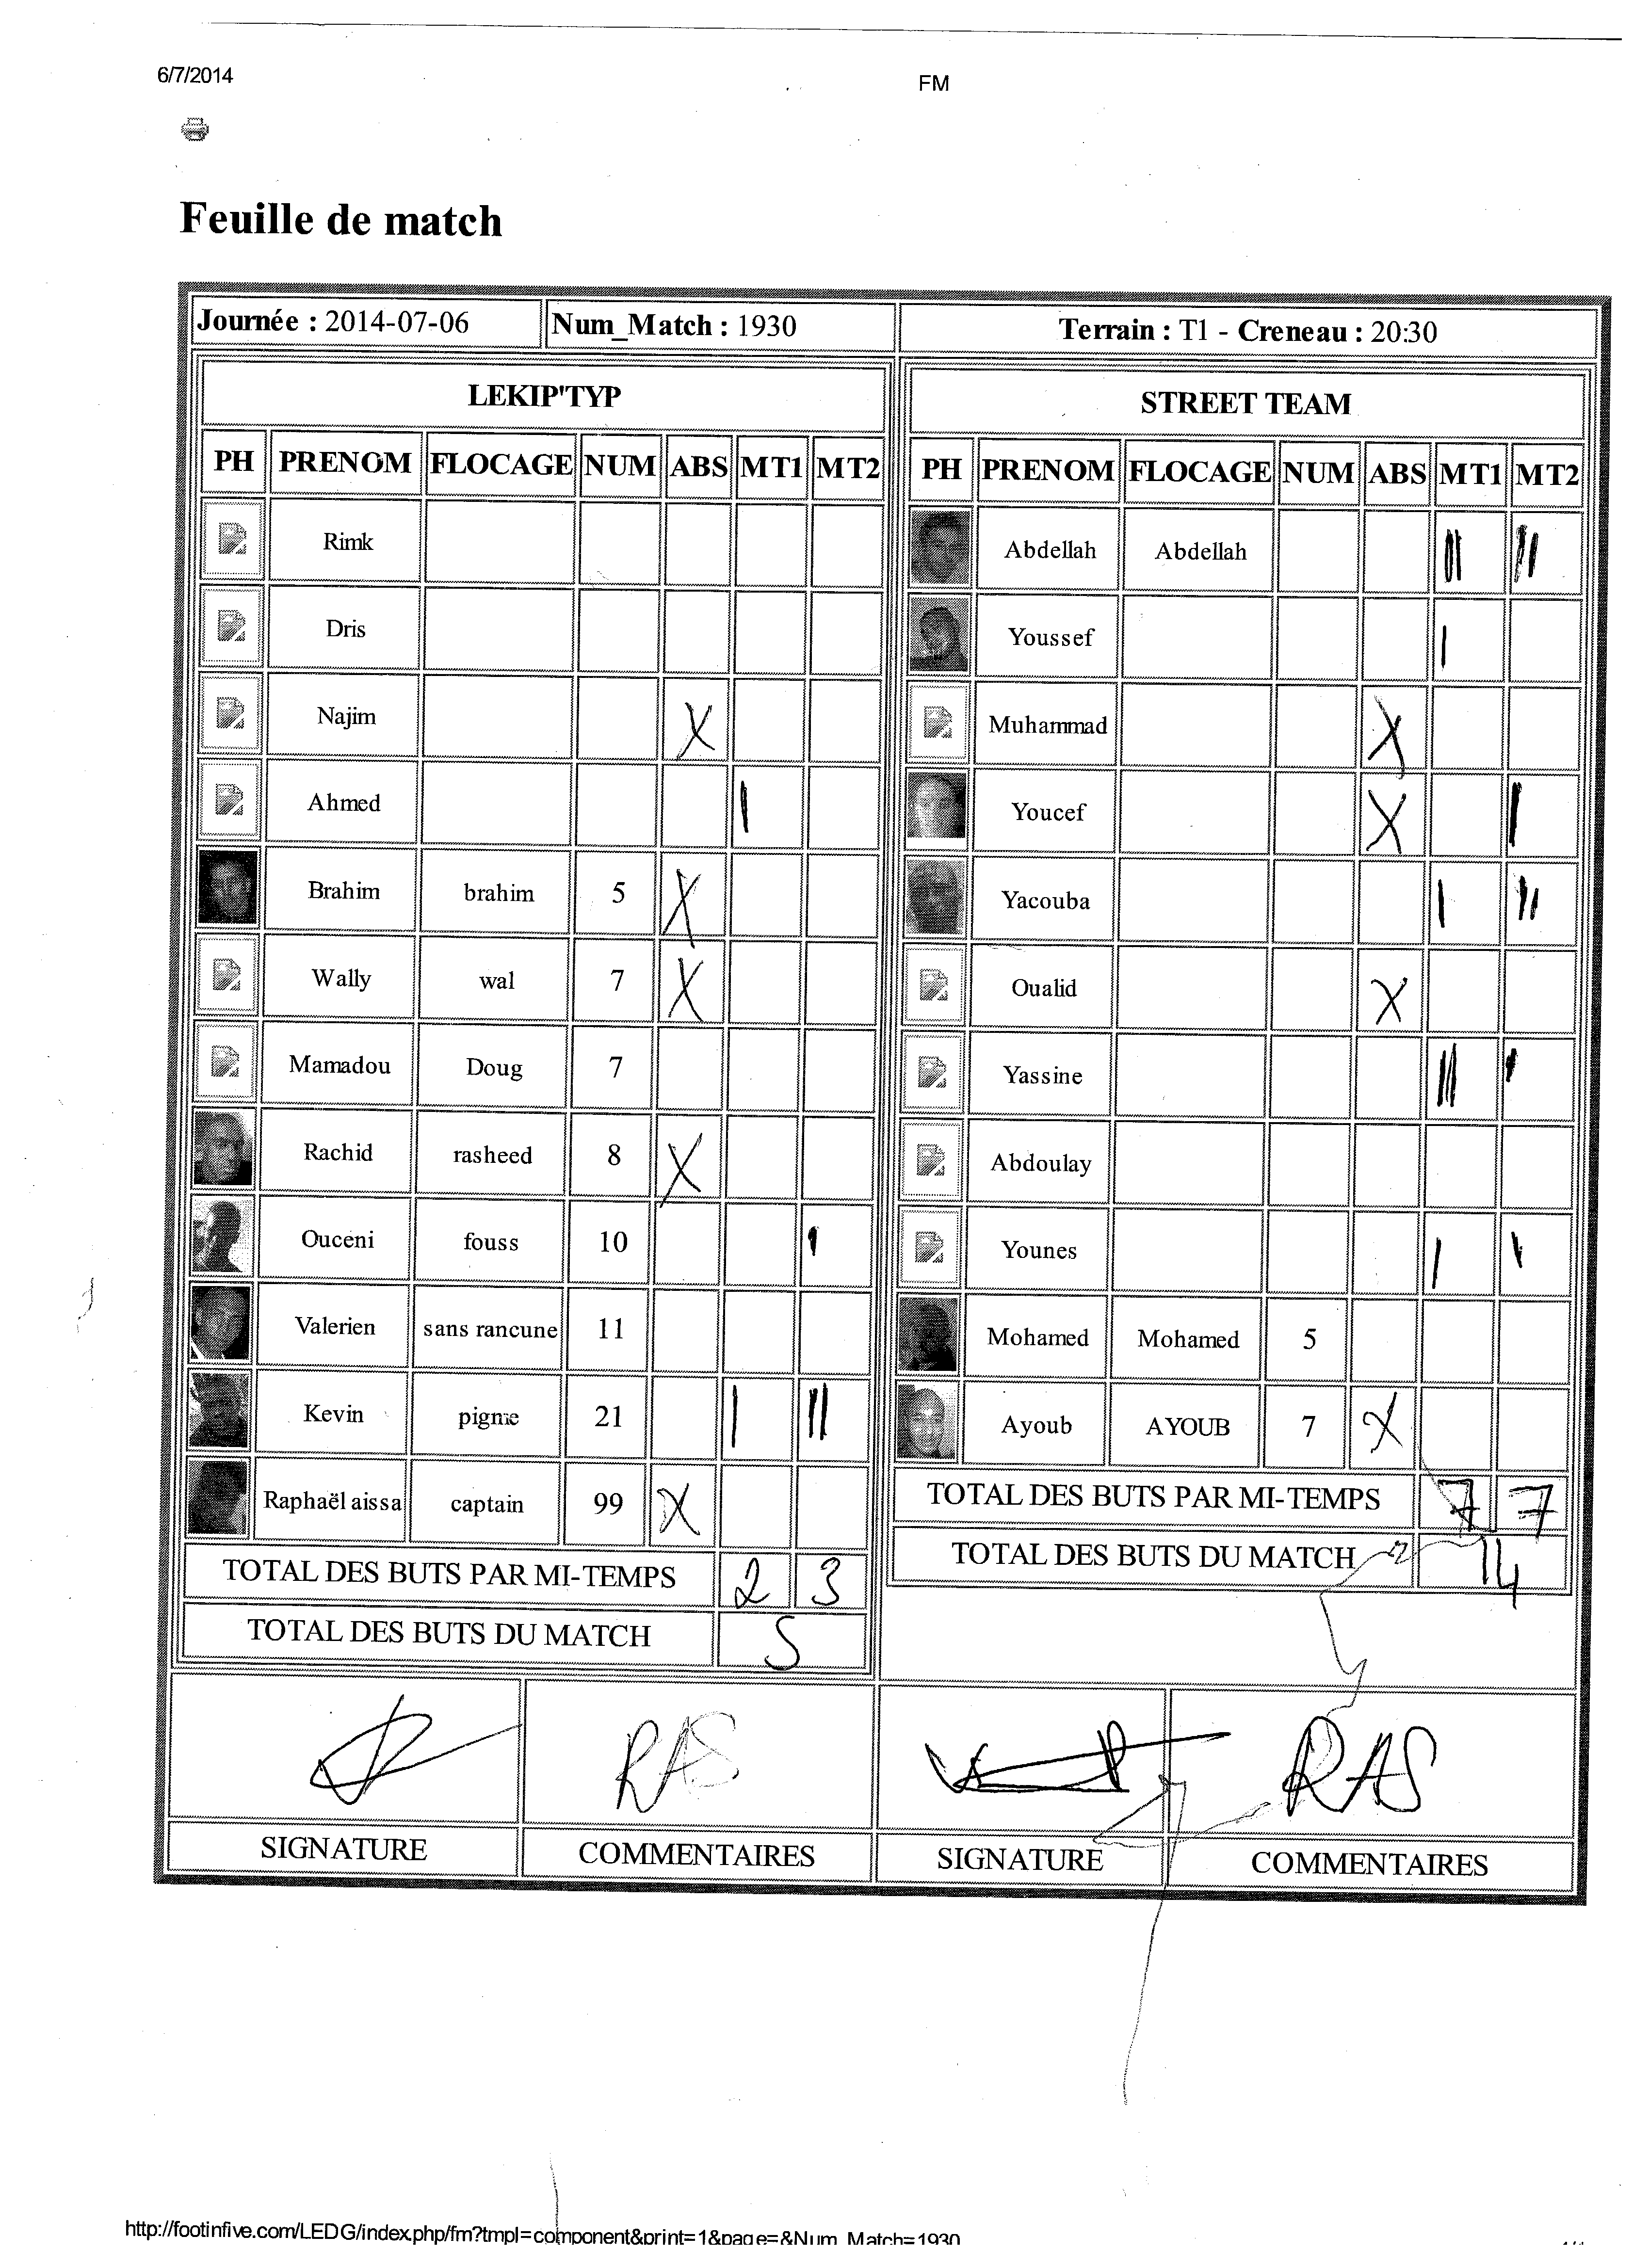 6/7/2014 FM
Feuille de match
Journée : 2014-07-06 Num_Match : 1930 Terrain : T1 - Creneau : 20:30
LEKIP'TYP
PH PRENOM FLOCAGE NUM ABS MT1 MT2
Rimk
Dris
Najim X
Ahmed I
Brahim brahim 5 X
Wally wal 7 X
Mamadou Doug 7
Rachid rasheed 8 X
Ouceni fouss 10 I
Valerien sans rancune 11
Kevin pigme 21 I II
Raphaël aissa captain 99 X
TOTAL DES BUTS PAR MI-TEMPS 2 3
TOTAL DES BUTS DU MATCH 5
RAS
SIGNATURE COMMENTAIRES
STREET TEAM
PH PRENOM FLOCAGE NUM ABS MT1 MT2
Abdellah Abdellah II II
Youssef I
Muhammad X
Youcef X I
Yacouba I II
Oualid X
Yassine II I
Abdoulay
Younes I I
Mohamed Mohamed 5
Ayoub AYOUB 7 X
TOTAL DES BUTS PAR MI-TEMPS 7 7
TOTAL DES BUTS DU MATCH 14
RAS
SIGNATURE COMMENTAIRES
http://footinfive.com/LEDG/index.php/fm?tmpl=component&print=1&page=&Num_Match=1930